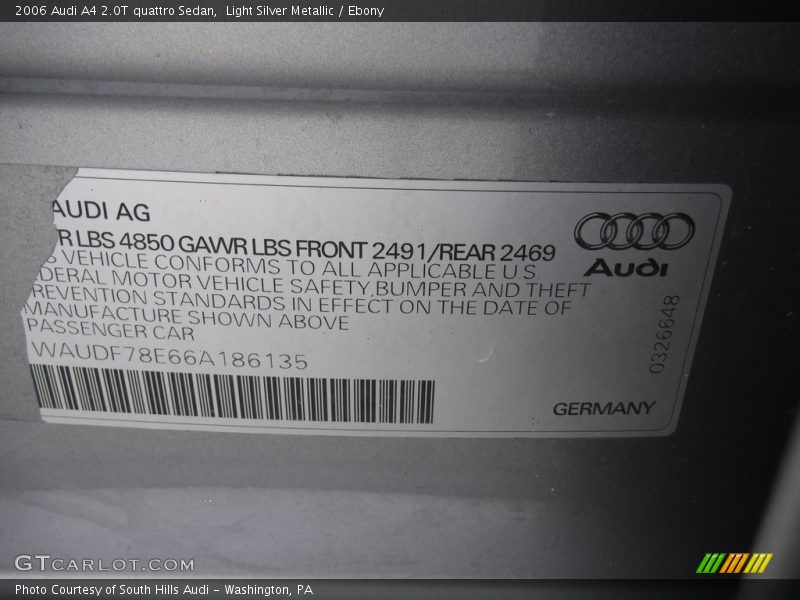 2006 Audi A4 2.0T quattro Sedan,  Light Silver Metallic / Ebony
AUDI AG
R LBS 4850 GAWR LBS FRONT 2491/REAR 2469
S VEHICLE CONFORMS TO ALL APPLICABLE U.S.
DERAL MOTOR VEHICLE SAFETY,BUMPER AND THEFT
REVENTION STANDARDS IN EFFECT ON THE DATE OF
MANUFACTURE SHOWN ABOVE
PASSENGER CAR
WAUDF78E66A186135
Audi
0326648
GERMANY
GTCARLOT.COM
Photo Courtesy of South Hills Audi - Washington, PA